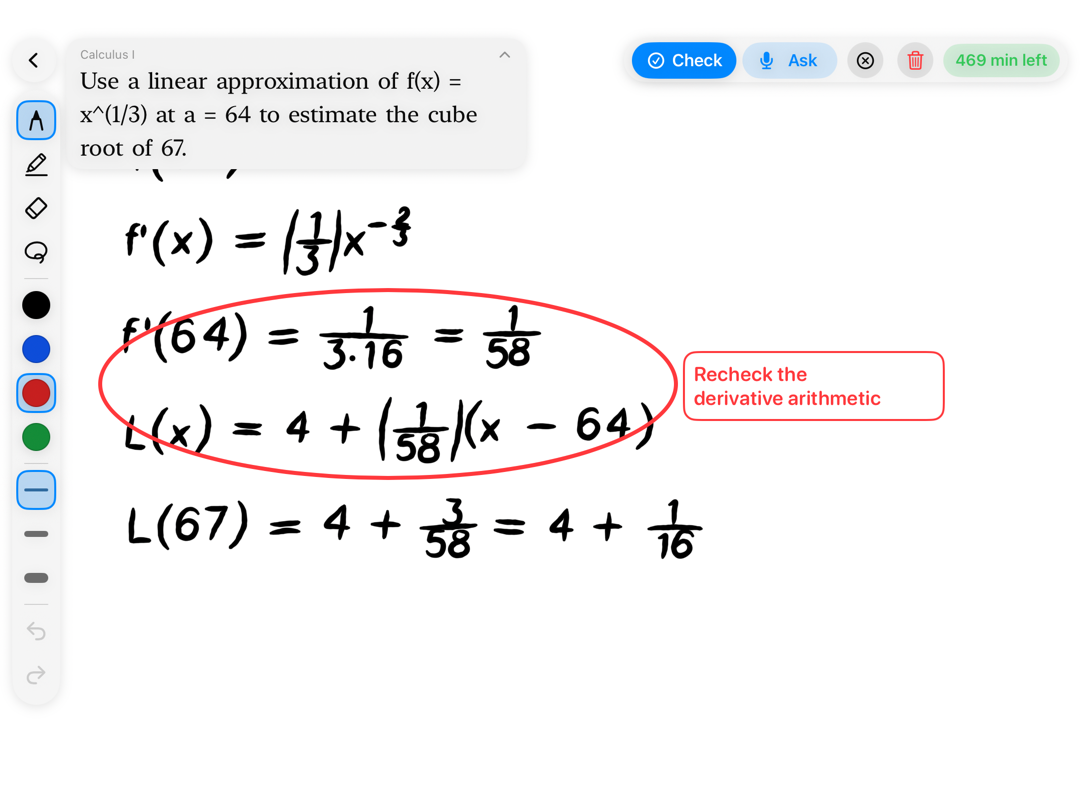 Calculus I
Use a linear approximation of f(x) =
x^(1/3) at a = 64 to estimate the cube
root of 67.
Check
Ask
469 min left
f'(x) = (1/3)x^-2/3
f'(64) = 1/3·16 = 1/58
L(x) = 4 + (1/58)(x - 64)
Recheck the
derivative arithmetic
L(67) = 4 + 3/58 = 4 + 1/16